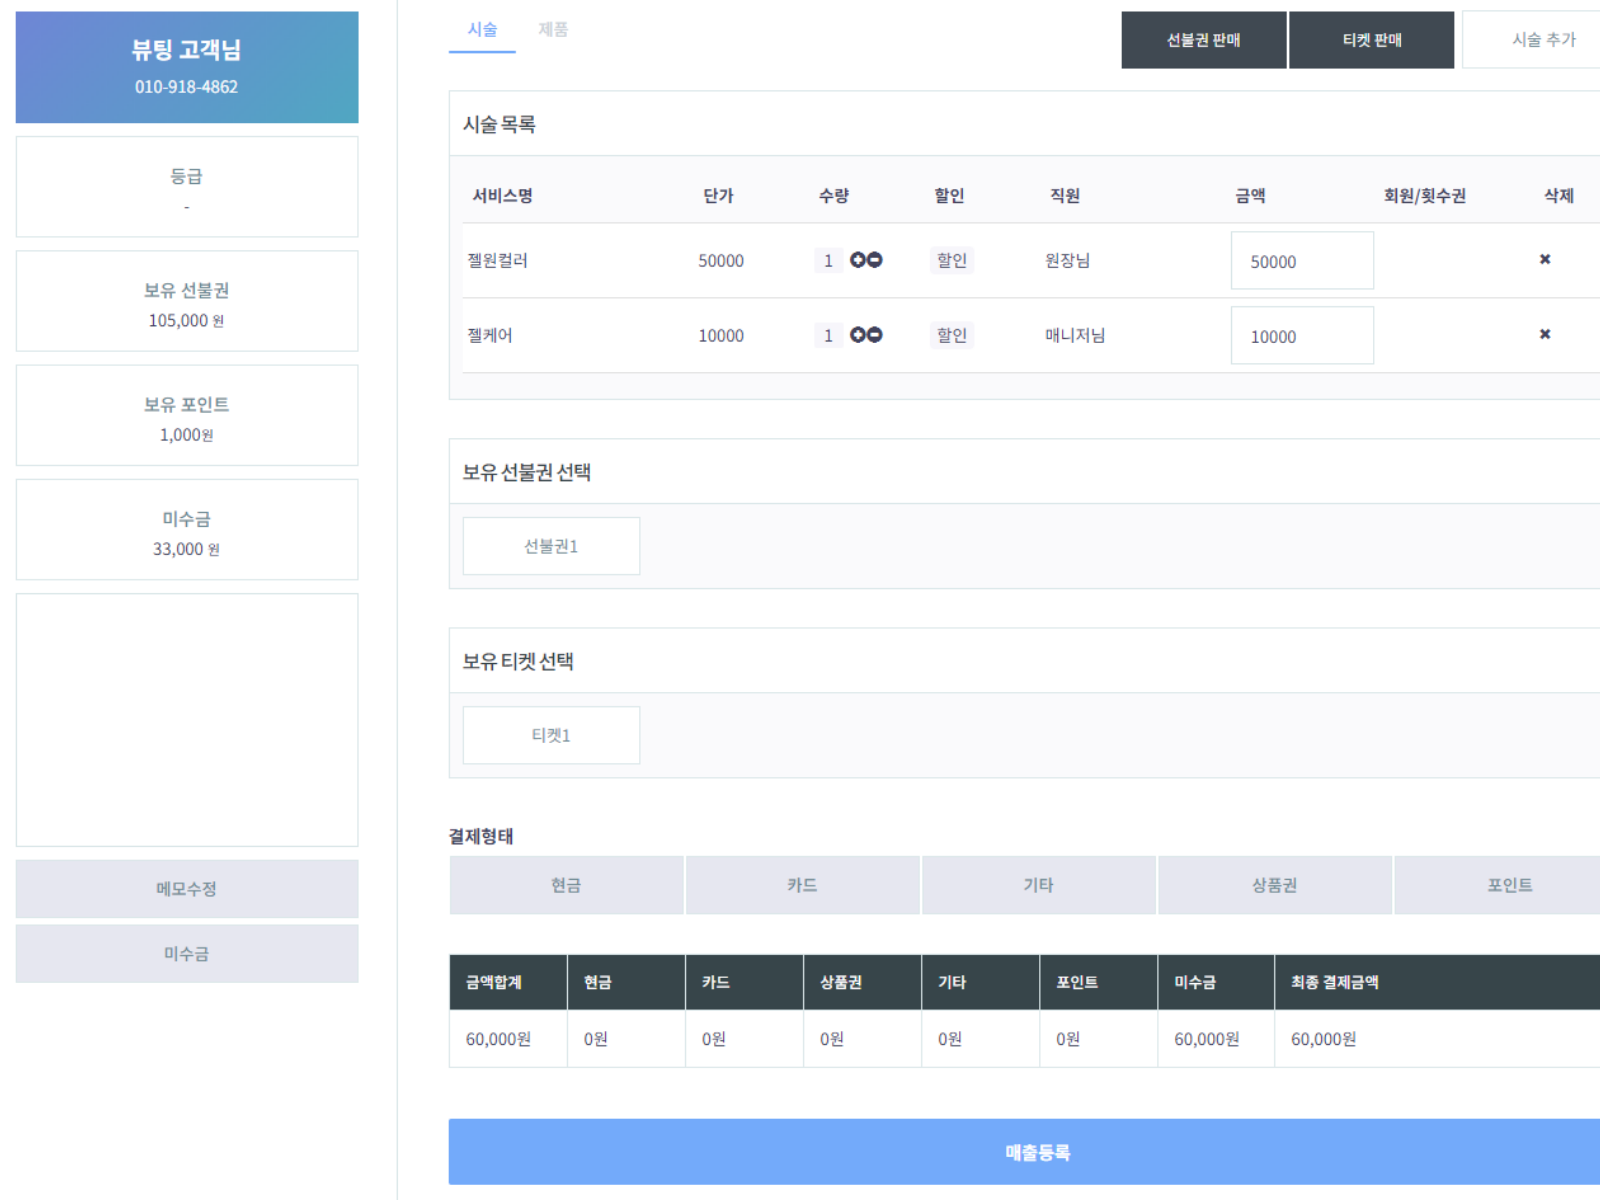 뷰팅 고객님
010-918-4862
등급
-
보유 선불권
105,000 원
보유 포인트
1,000원
미수금
33,000 원
메모수정
미수금
시술 제품
선불권 판매 티켓 판매 시술 추가
시술 목록
서비스명 단가 수량 할인 직원 금액 회원/횟수권 삭제
젤원컬러 50000 1 할인 원장님 50000
젤케어 10000 1 할인 매니저님 10000
보유 선불권 선택
선불권1
보유 티켓 선택
티켓1
결제형태
현금 카드 기타 상품권 포인트
금액합계 현금 카드 상품권 기타 포인트 미수금 최종 결제금액
60,000원 0원 0원 0원 0원 0원 60,000원 60,000원
매출등록